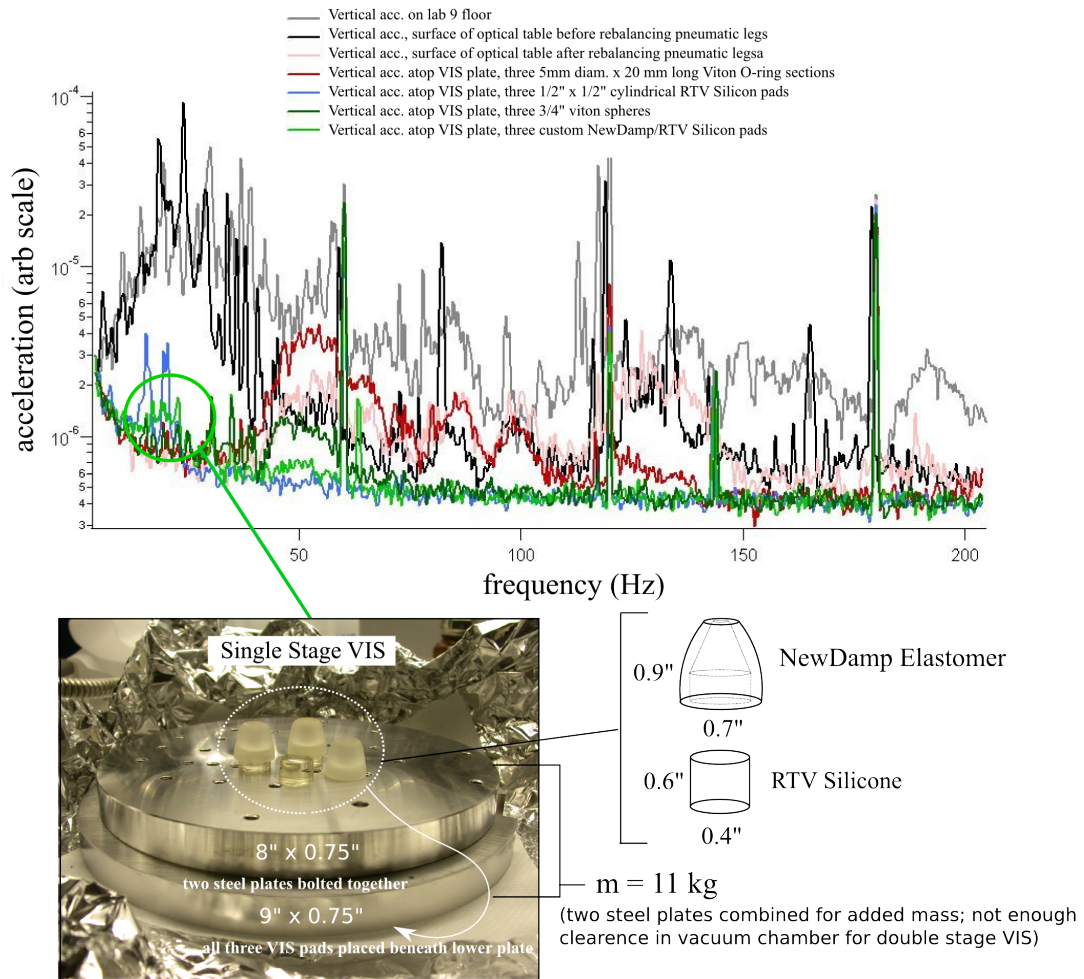 Vertical acc. on lab 9 floor
Vertical acc., surface of optical table before rebalancing pneumatic legs
Vertical acc., surface of optical table after rebalancing pneumatic legsa
Vertical acc. atop VIS plate, three 5mm diam. x 20 mm long Viton O-ring sections
Vertical acc. atop VIS plate, three 1/2" x 1/2" cylindrical RTV Silicon pads
Vertical acc. atop VIS plate, three 3/4" viton spheres
Vertical acc. atop VIS plate, three custom NewDamp/RTV Silicon pads
acceleration (arb scale)
10-4
6
5
4
3
2
10-5
6
5
4
3
2
10-6
6
5
4
3
50
100
150
200
frequency (Hz)
Single Stage VIS
8" x 0.75"
two steel plates bolted together
9" x 0.75"
all three VIS pads placed beneath lower plate
0.9"
NewDamp Elastomer
0.7"
0.6"
RTV Silicone
0.4"
m = 11 kg
(two steel plates combined for added mass; not enough
clearence in vacuum chamber for double stage VIS)